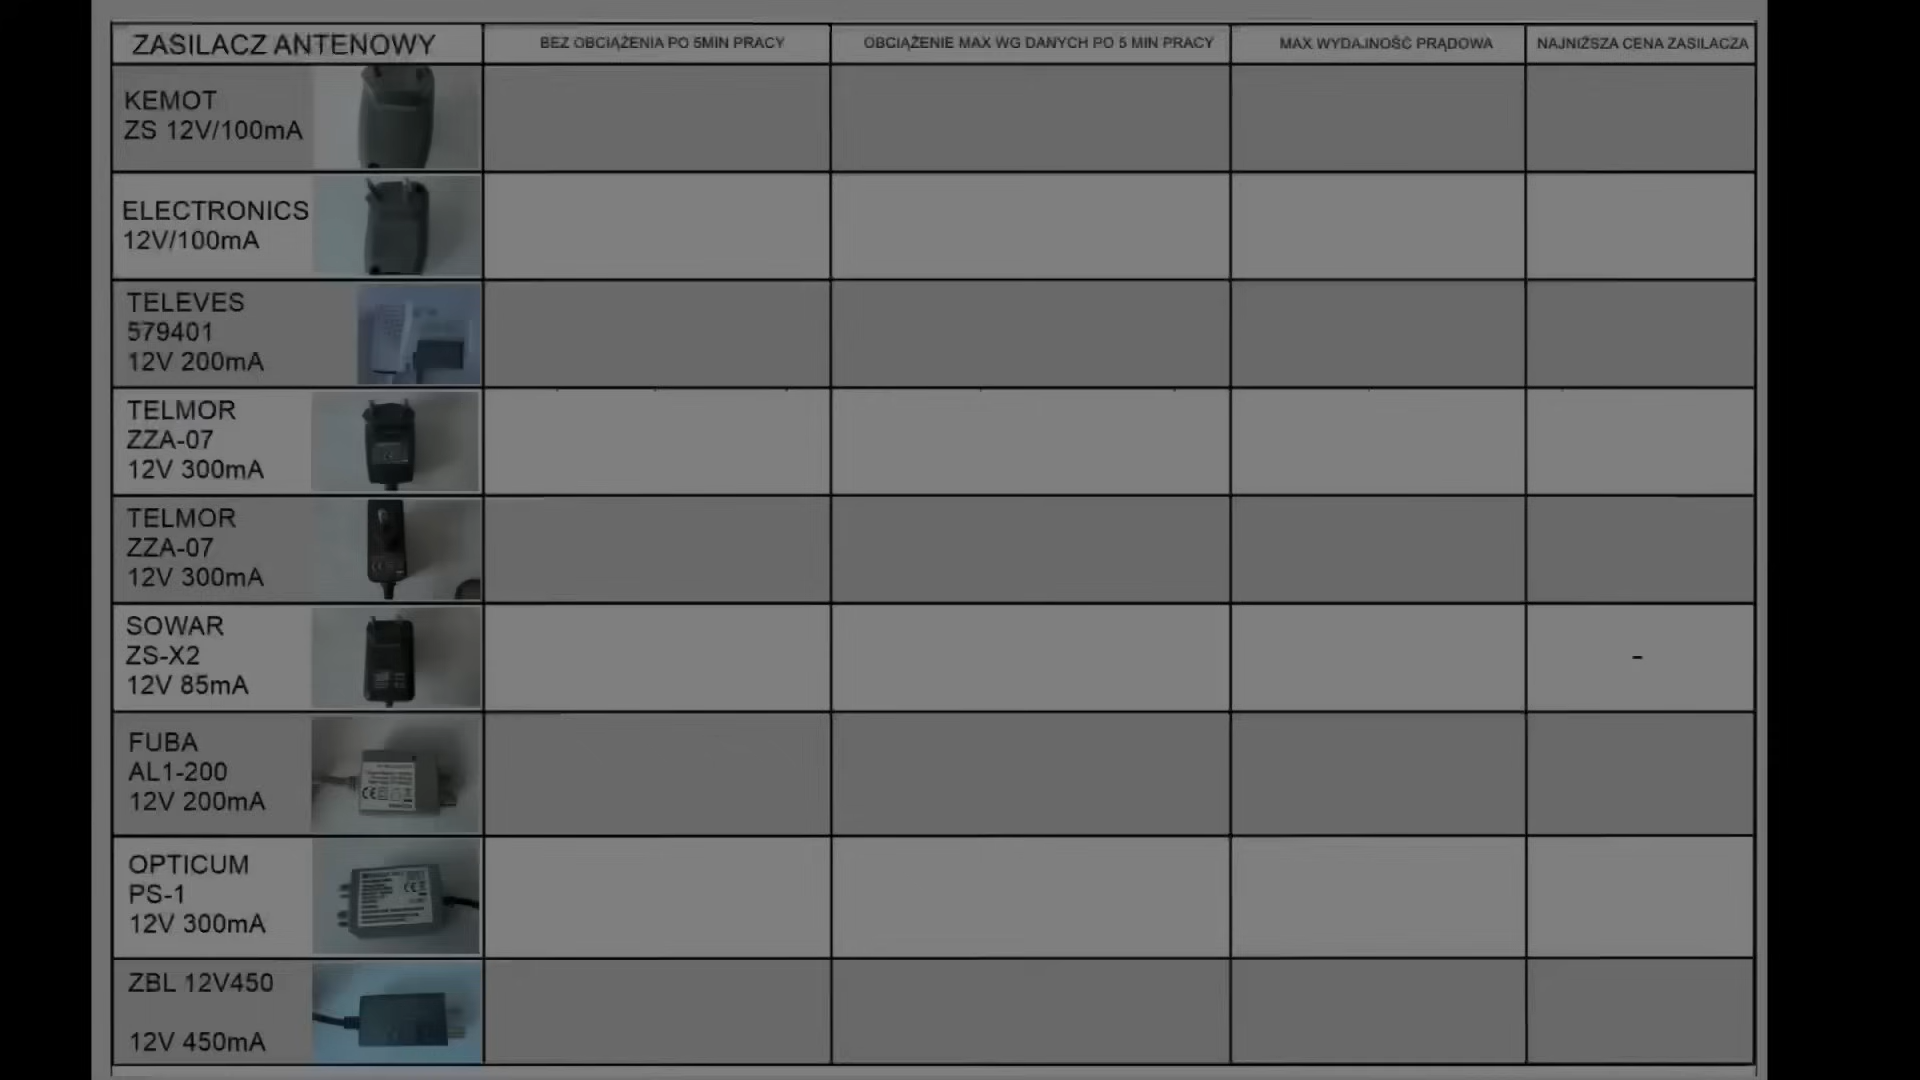 ZASILACZ ANTENOWY BEZ OBCIĄŻENIA PO 5MIN PRACY OBCIĄŻENIE MAX WG DANYCH PO 5 MIN PRACY MAX WYDAJNOŚĆ PRĄDOWA NAJNIŻSZA CENA ZASILACZA
KEMOT
ZS 12V/100mA
ELECTRONICS
12V/100mA
TELEVES
579401
12V 200mA
TELMOR
ZZA-07
12V 300mA
TELMOR
ZZA-07
12V 300mA
SOWAR
ZS-X2
12V 85mA
-
FUBA
AL1-200
12V 200mA
OPTICUM
PS-1
12V 300mA
ZBL 12V450
12V 450mA